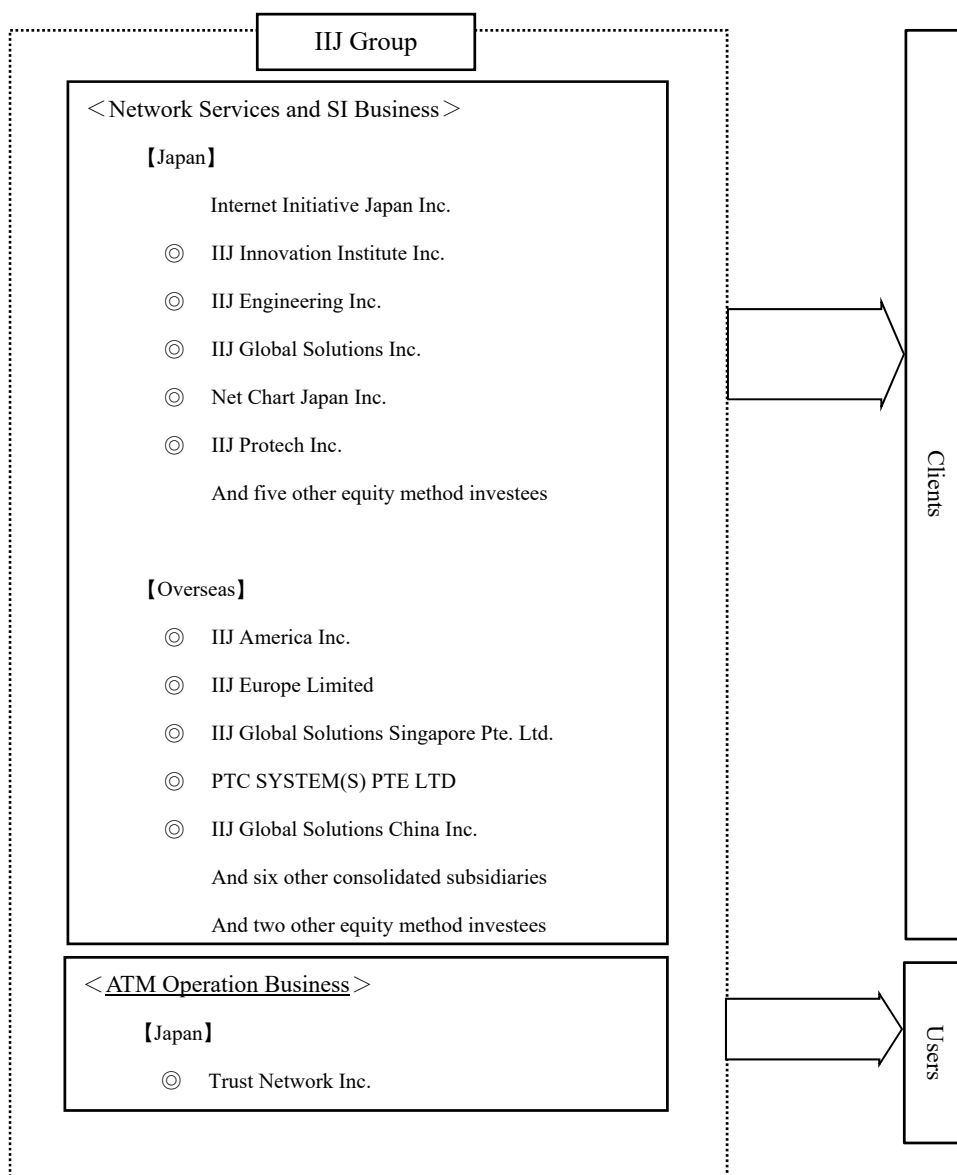 IIJ Group
＜Network Services and SI Business＞
【Japan】
Internet Initiative Japan Inc.
◎ IIJ Innovation Institute Inc.
◎ IIJ Engineering Inc.
◎ IIJ Global Solutions Inc.
◎ Net Chart Japan Inc.
◎ IIJ Protech Inc.
And five other equity method investees
【Overseas】
◎ IIJ America Inc.
◎ IIJ Europe Limited
◎ IIJ Global Solutions Singapore Pte. Ltd.
◎ PTC SYSTEM(S) PTE LTD
◎ IIJ Global Solutions China Inc.
And six other consolidated subsidiaries
And two other equity method investees
＜ATM Operation Business＞
【Japan】
◎ Trust Network Inc.
Clients
Users